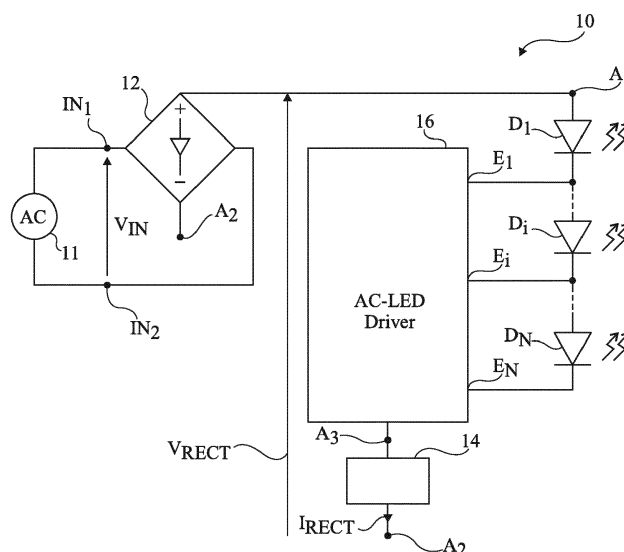 10
12
A
IN1
+
D1
16
E1
AC
VIN
−
A2
Di
11
Ei
IN2
AC-LED
Driver
DN
EN
A3
14
VRECT
IRECT
A2